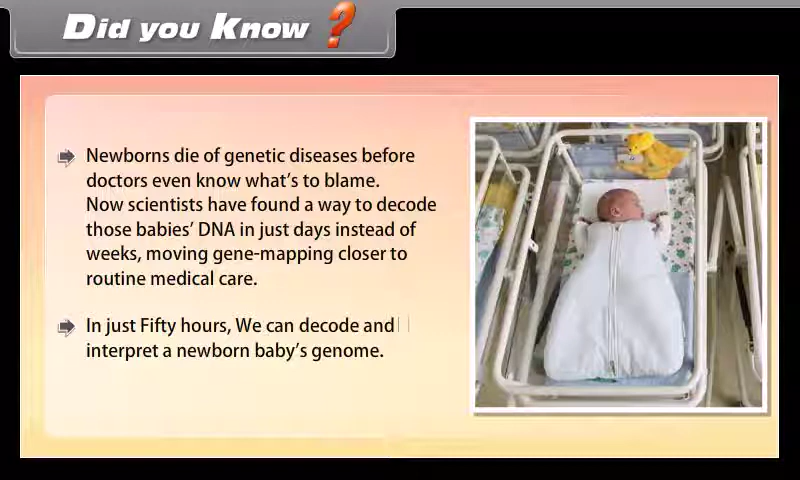 Did you Know ?
Newborns die of genetic diseases before
doctors even know what's to blame.
Now scientists have found a way to decode
those babies' DNA in just days instead of
weeks, moving gene-mapping closer to
routine medical care.
In just Fifty hours, We can decode and
interpret a newborn baby's genome.